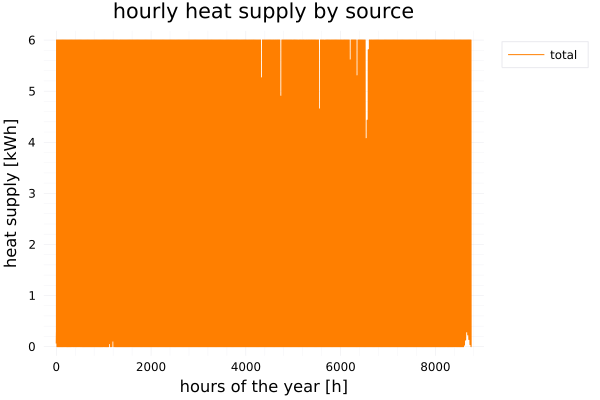 hourly heat supply by source
total
heat supply [kWh]
6
5
4
3
2
1
0
0 2000 4000 6000 8000
hours of the year [h]